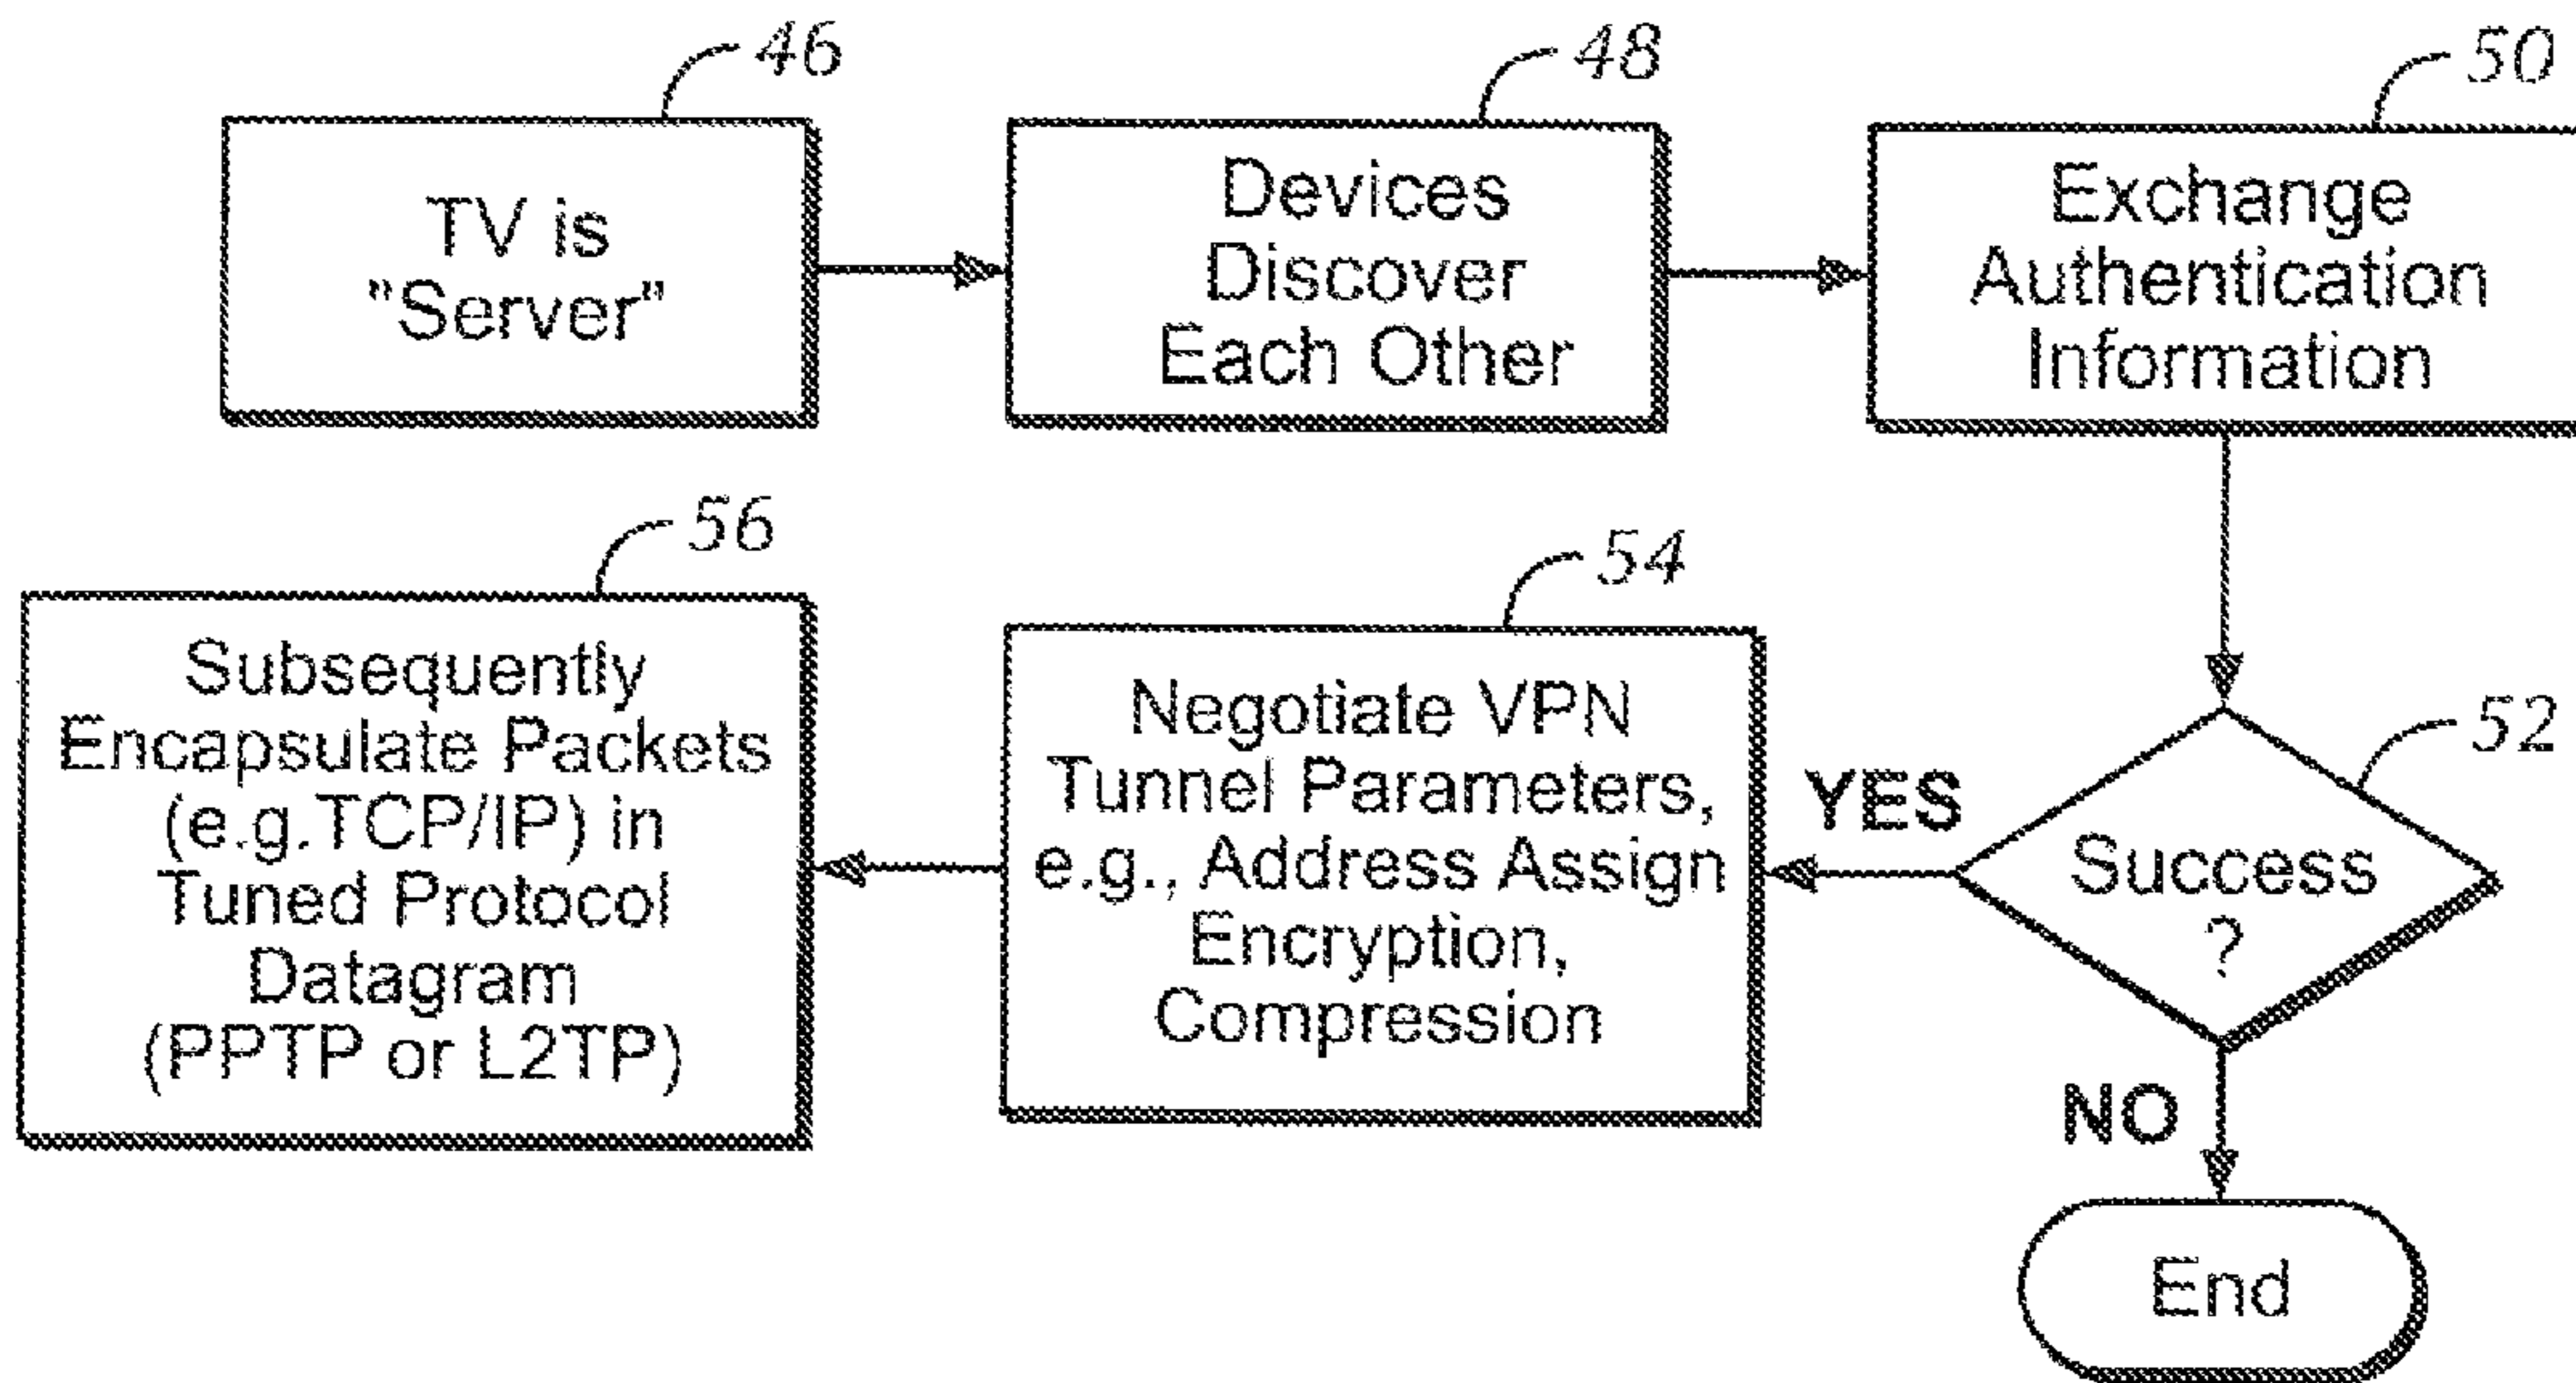 46
TV is
"Server"
48
Devices
Discover
Each Other
50
Exchange
Authentication
Information
52
Success
?
YES
NO
End
54
Negotiate VPN
Tunnel Parameters,
e.g., Address Assign
Encryption,
Compression
56
Subsequently
Encapsulate Packets
(e.g.TCP/IP) in
Tuned Protocol
Datagram
(PPTP or L2TP)